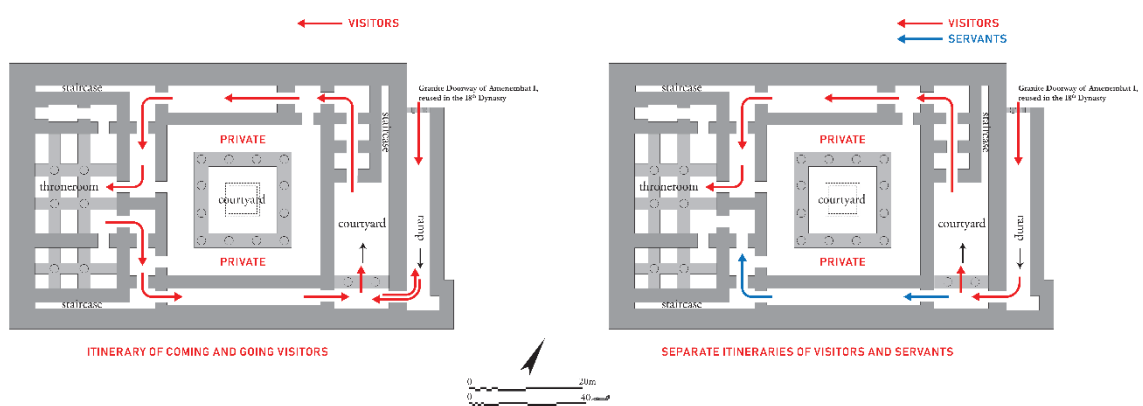 VISITORS
staircase
Granite Doorway of Amenemhat I,
reused in the 18th Dynasty
staircase
PRIVATE
throneroom
courtyard
courtyard
ramp
PRIVATE
staircase
ITINERARY OF COMING AND GOING VISITORS
VISITORS
SERVANTS
staircase
Granite Doorway of Amenemhat I,
reused in the 18th Dynasty
staircase
PRIVATE
throneroom
courtyard
courtyard
ramp
PRIVATE
staircase
SEPARATE ITINERARIES OF VISITORS AND SERVANTS
0 20m
0 40